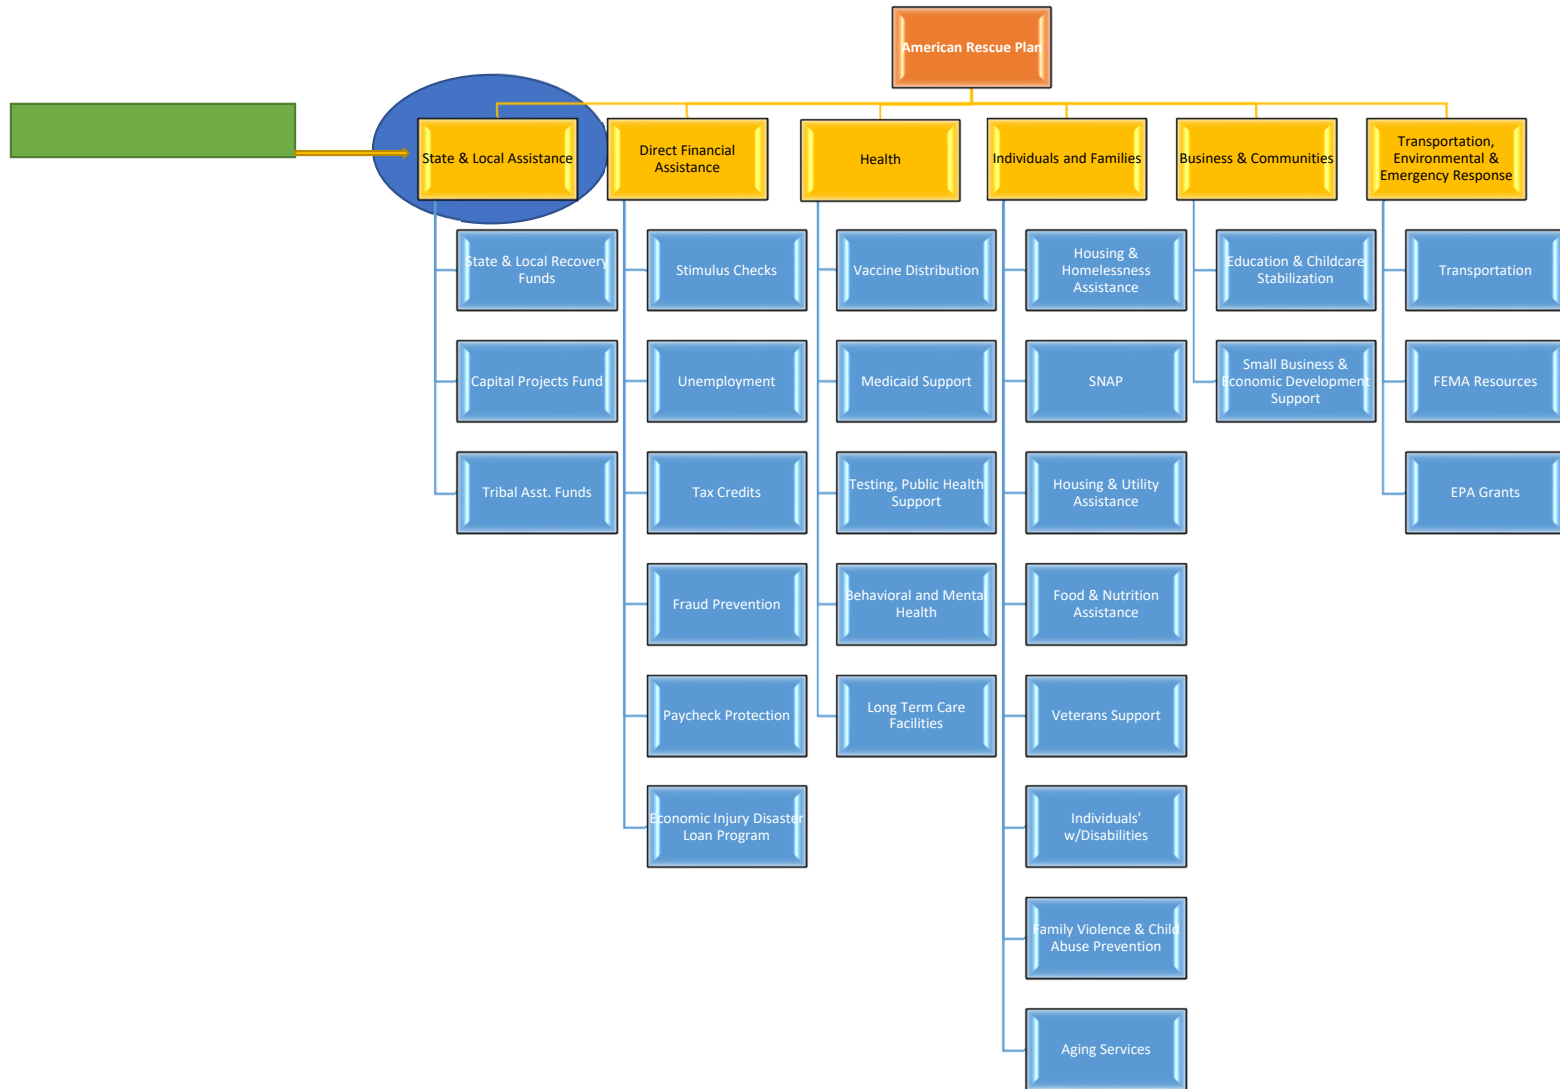 American Rescue Plan
State & Local Assistance
Direct Financial
Assistance
Health
Individuals and Families
Business & Communities
Transportation,
Environmental &
Emergency Response
State & Local Recovery
Funds
Capital Projects Fund
Tribal Asst. Funds
Stimulus Checks
Unemployment
Tax Credits
Fraud Prevention
Paycheck Protection
Economic Injury Disaster
Loan Program
Vaccine Distribution
Medicaid Support
Testing, Public Health
Support
Behavioral and Mental
Health
Long Term Care
Facilities
Housing &
Homelessness
Assistance
SNAP
Housing & Utility
Assistance
Food & Nutrition
Assistance
Veterans Support
Individuals'
w/Disabilities
Family Violence & Child
Abuse Prevention
Aging Services
Education & Childcare
Stabilization
Small Business &
Economic Development
Support
Transportation
FEMA Resources
EPA Grants